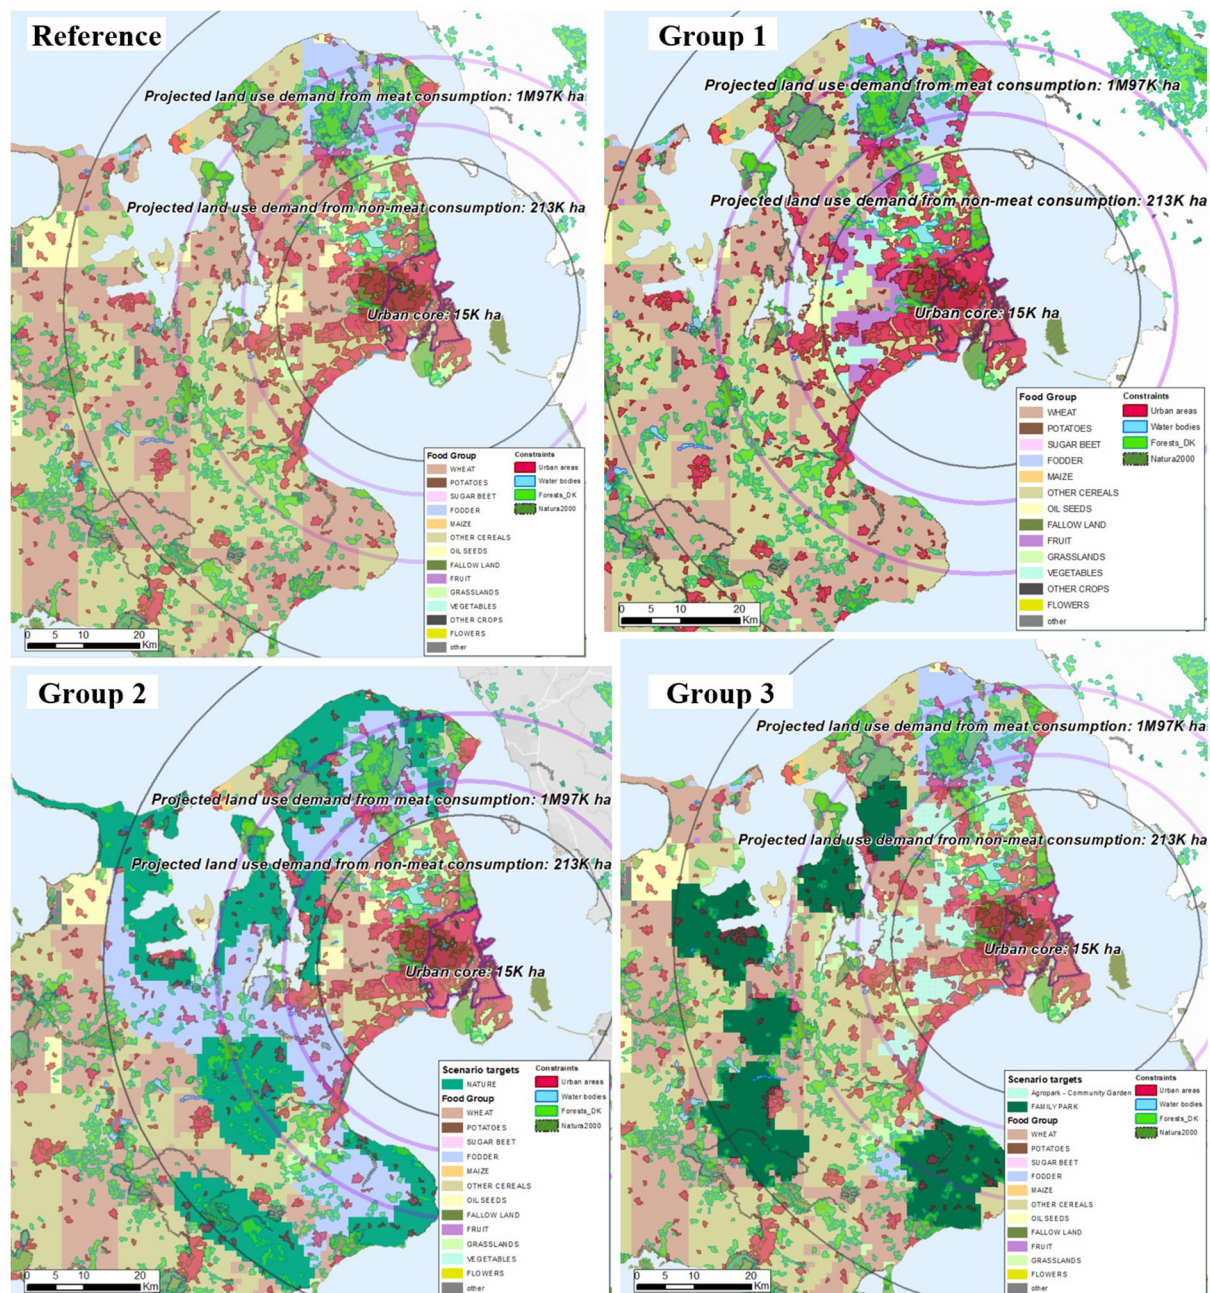 Reference
Projected land use demand from meat consumption: 1M97K ha
Projected land use demand from non-meat consumption: 213K ha
Urban core: 15K ha
Food Group
WHEAT
POTATOES
SUGAR BEET
FODDER
MAIZE
OTHER CEREALS
OIL SEEDS
FALLOW LAND
FRUIT
GRASSLANDS
VEGETABLES
OTHER CROPS
FLOWERS
other
Constraints
Urban areas
Water bodies
Forests_DK
Natura2000
0 5 10 20
Km
Group 1
Projected land use demand from meat consumption: 1M97K ha
Projected land use demand from non-meat consumption: 213K ha
Urban core: 15K ha
Food Group
WHEAT
POTATOES
SUGAR BEET
FODDER
MAIZE
OTHER CEREALS
OIL SEEDS
FALLOW LAND
FRUIT
GRASSLANDS
VEGETABLES
OTHER CROPS
FLOWERS
other
Constraints
Urban areas
Water bodies
Forests_DK
Natura2000
0 5 10 20
Km
Group 2
Projected land use demand from meat consumption: 1M97K ha
Projected land use demand from non-meat consumption: 213K ha
Urban core: 15K ha
Scenario targets
NATURE
Food Group
WHEAT
POTATOES
SUGAR BEET
FODDER
MAIZE
OTHER CEREALS
OIL SEEDS
FALLOW LAND
FRUIT
GRASSLANDS
VEGETABLES
FLOWERS
other
Constraints
Urban areas
Water bodies
Forests_DK
Natura2000
0 5 10 20
Km
Group 3
Projected land use demand from meat consumption: 1M97K ha
Projected land use demand from non-meat consumption: 213K ha
Urban core: 15K ha
Scenario targets
Agropark - Community Garden
FAMILY PARK
Food Group
WHEAT
POTATOES
SUGAR BEET
FODDER
MAIZE
OTHER CEREALS
OIL SEEDS
FALLOW LAND
FRUIT
GRASSLANDS
FLOWERS
Constraints
Urban areas
Water bodies
Forests_DK
Natura2000
0 5 10 20
Km